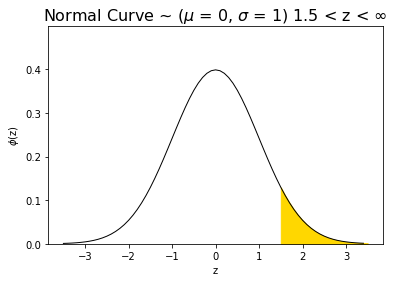 Normal Curve ~ (μ = 0, σ = 1) 1.5 < z < ∞
ϕ(z)
0.4
0.3
0.2
0.1
0.0
−3 −2 −1 0 1 2 3
z